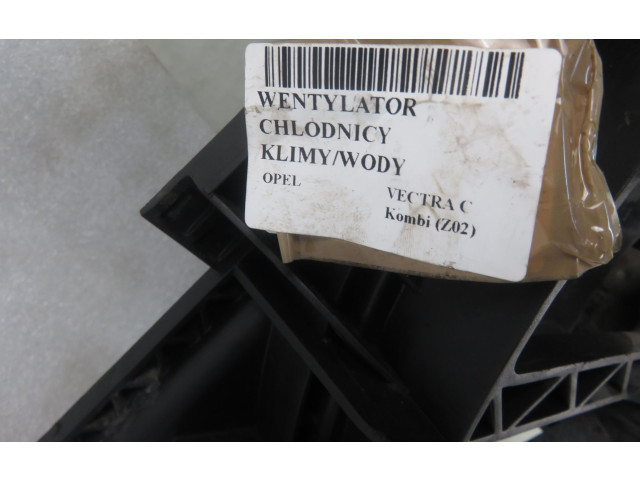 WENTYLATOR
CHLODNICY
KLIMY/WODY
OPEL VECTRA C
Kombi (Z02)